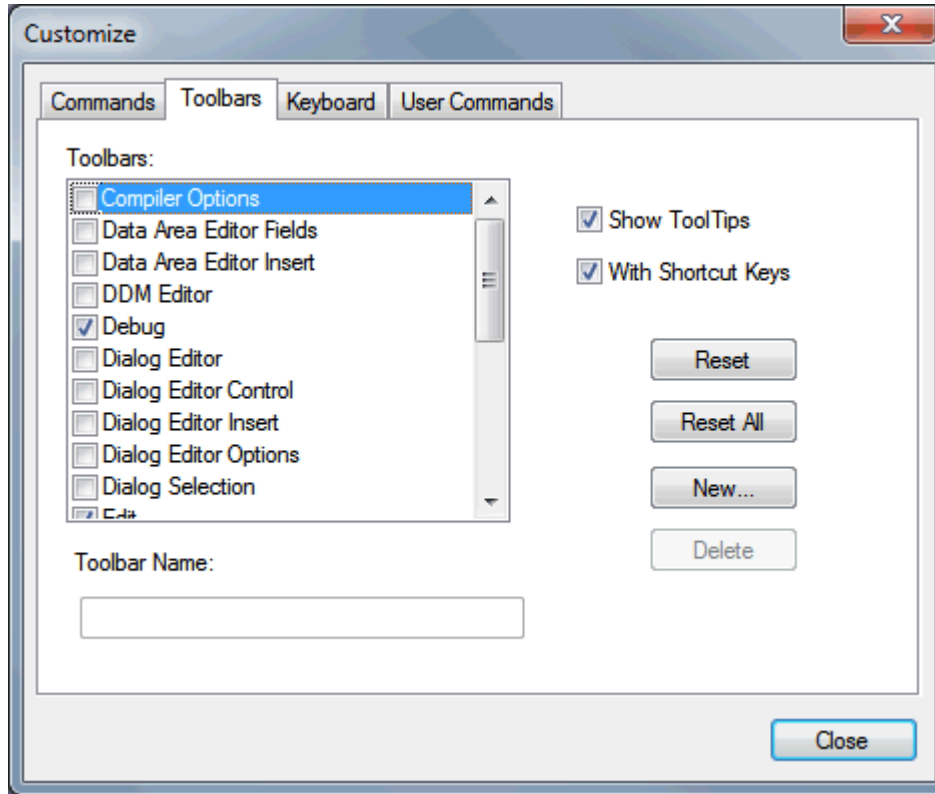 Customize
Commands Toolbars Keyboard User Commands
Toolbars:
Compiler Options
Data Area Editor Fields
Data Area Editor Insert
DDM Editor
Debug
Dialog Editor
Dialog Editor Control
Dialog Editor Insert
Dialog Editor Options
Dialog Selection
Edit
Show ToolTips
With Shortcut Keys
Reset
Reset All
New...
Delete
Toolbar Name:
Close